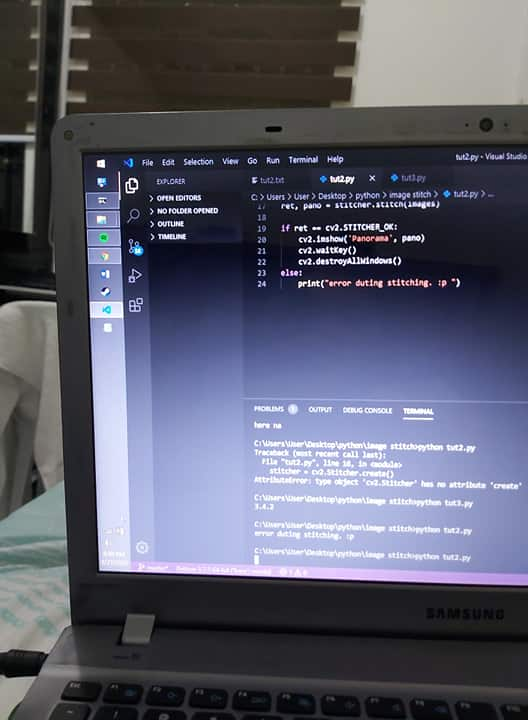 File Edit Selection View Go Run Terminal Help
tut2.py - Visual Studio
EXPLORER
OPEN EDITORS
NO FOLDER OPENED
OUTLINE
TIMELINE
tut2.txt
tut2.py
tut3.py
C: > Users > User > Desktop > python > image stitch > tut2.py > ...
17 ret, pano = stitcher.stitch(images)
18
19 if ret == cv2.STITCHER_OK:
20 cv2.imshow('Panorama', pano)
21 cv2.waitKey()
22 cv2.destroyAllWindows()
23 else:
24 print("error duting stitching. :p ")
PROBLEMS 1 OUTPUT DEBUG CONSOLE TERMINAL
here na
C:\Users\User\Desktop\python\image stitch>python tut2.py
Traceback (most recent call last):
File "tut2.py", line 16, in <module>
stitcher = cv2.Stitcher.create()
AttributeError: type object 'cv2.Stitcher' has no attribute 'create'
C:\Users\User\Desktop\python\image stitch>python tut3.py
3.4.2
C:\Users\User\Desktop\python\image stitch>python tut2.py
error duting stitching. :p
C:\Users\User\Desktop\python\image stitch>python tut2.py
SAMSUNG
Esc F1 F2 F3